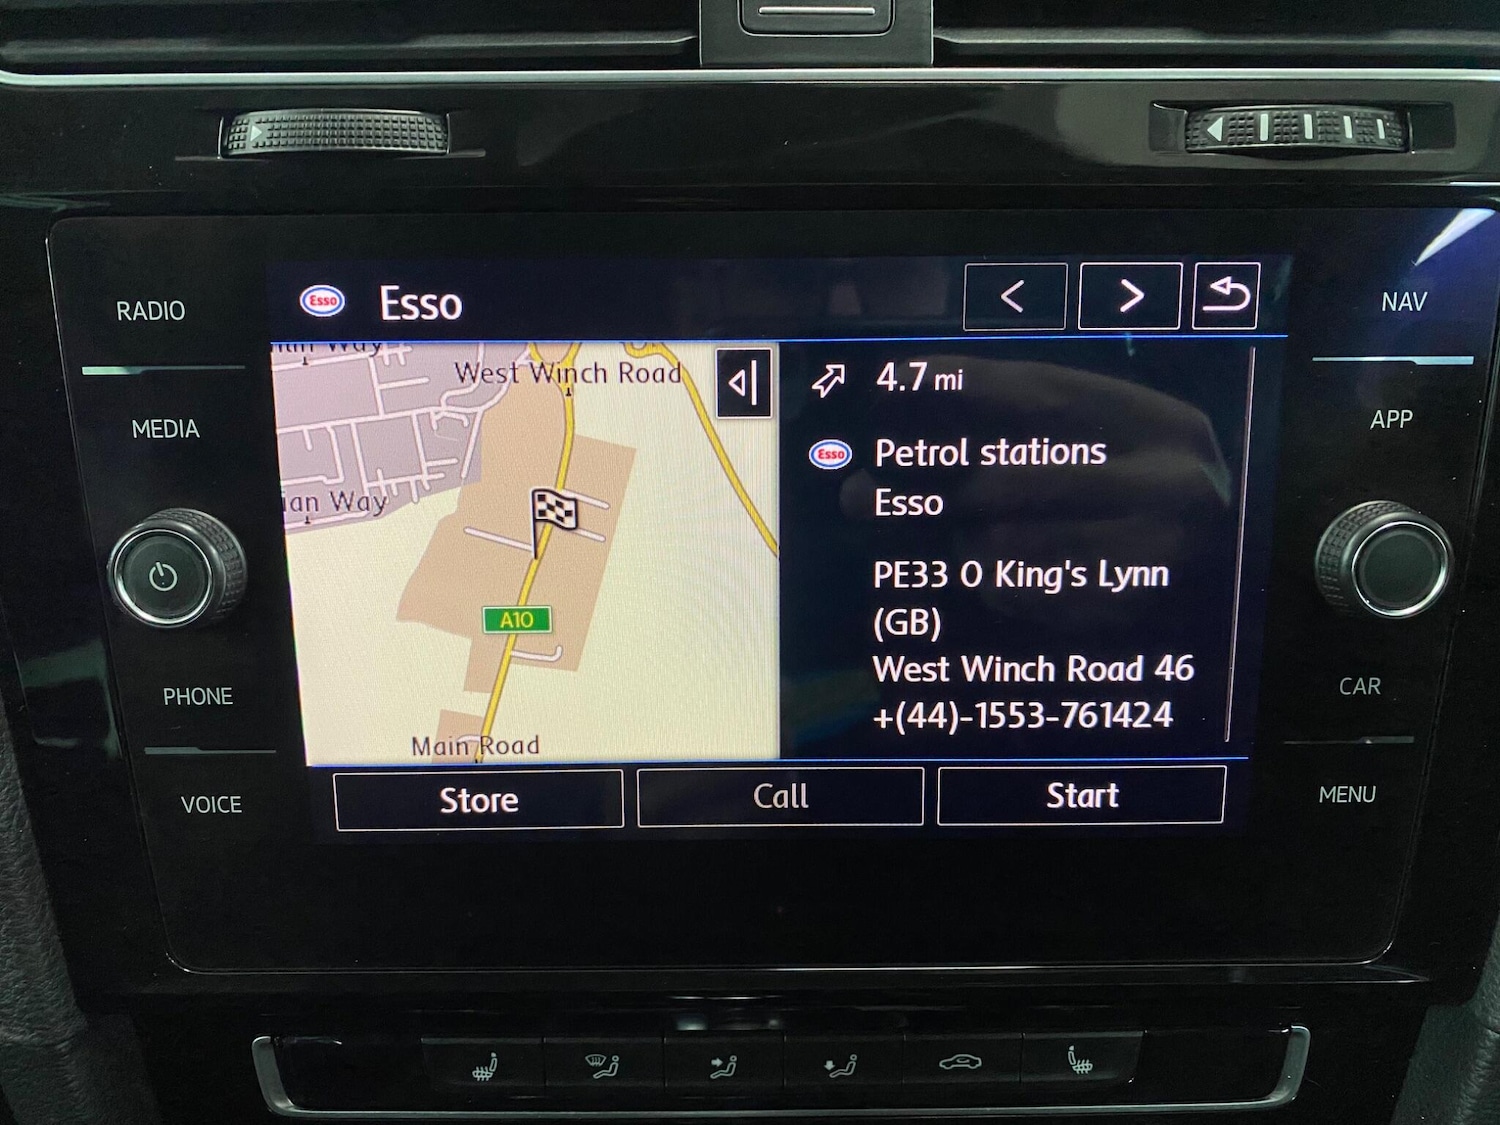 RADIO
MEDIA
PHONE
VOICE
Esso
Esso
West Winch Road
ian Way
A10
Main Road
4.7 mi
Esso
Petrol stations
Esso
PE33 0 King's Lynn
(GB)
West Winch Road 46
+(44)-1553-761424
Store
Call
Start
NAV
APP
CAR
MENU